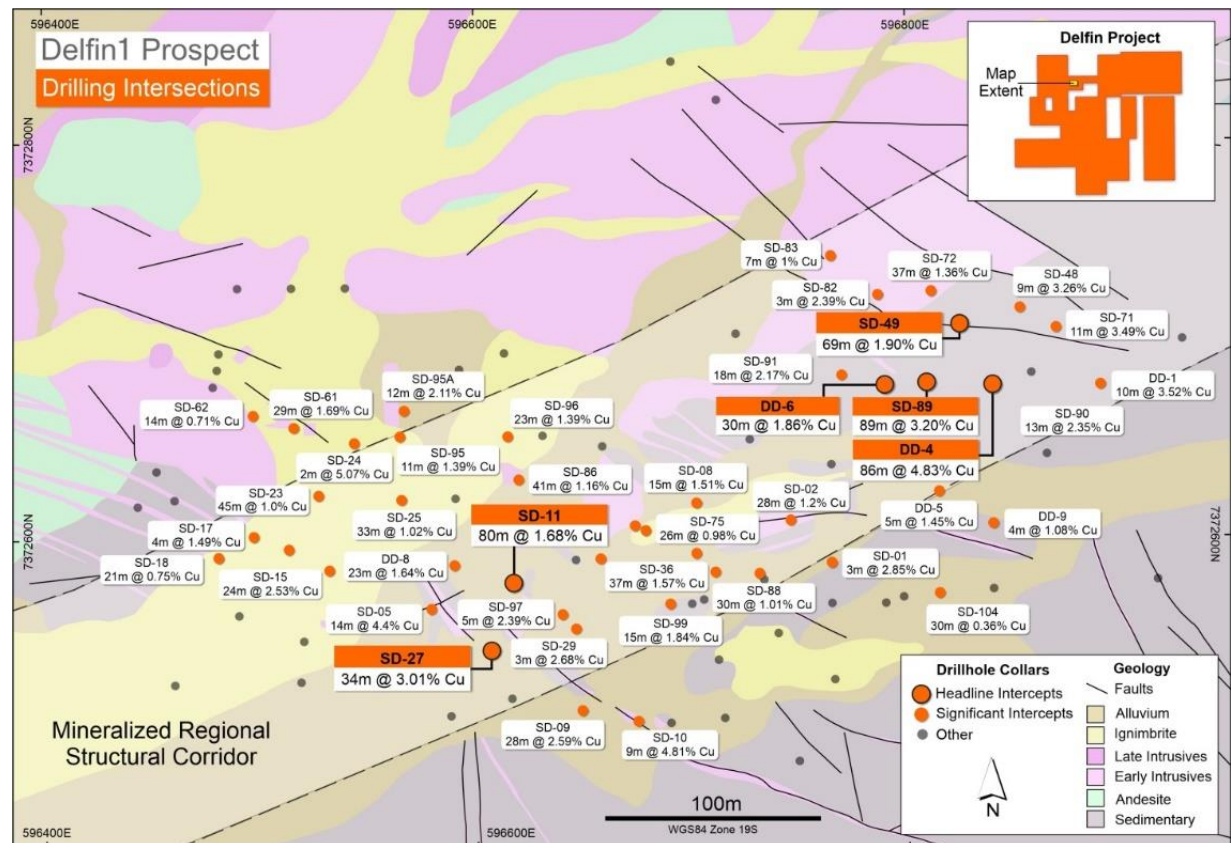 596400E
596600E
596800E
Delfin1 Prospect
Drilling Intersections
Delfin Project
Map
Extent
7372800N
SD-83
7m @ 1% Cu
SD-72
37m @ 1.36% Cu
SD-82
3m @ 2.39% Cu
SD-48
9m @ 3.26% Cu
SD-49
69m @ 1.90% Cu
SD-71
11m @ 3.49% Cu
SD-91
18m @ 2.17% Cu
DD-1
10m @ 3.52% Cu
SD-95A
12m @ 2.11% Cu
SD-61
29m @ 1.69% Cu
SD-62
14m @ 0.71% Cu
SD-96
23m @ 1.39% Cu
DD-6
30m @ 1.86% Cu
SD-89
89m @ 3.20% Cu
SD-90
13m @ 2.35% Cu
DD-4
86m @ 4.83% Cu
SD-24
2m @ 5.07% Cu
SD-95
11m @ 1.39% Cu
SD-86
41m @ 1.16% Cu
SD-08
15m @ 1.51% Cu
SD-02
28m @ 1.2% Cu
SD-23
45m @ 1.0% Cu
SD-25
33m @ 1.02% Cu
SD-11
80m @ 1.68% Cu
SD-75
26m @ 0.98% Cu
DD-5
5m @ 1.45% Cu
DD-9
4m @ 1.08% Cu
7372600N
7372600N
SD-17
4m @ 1.49% Cu
SD-18
21m @ 0.75% Cu
SD-15
24m @ 2.53% Cu
DD-8
23m @ 1.64% Cu
SD-36
37m @ 1.57% Cu
SD-01
3m @ 2.85% Cu
SD-88
30m @ 1.01% Cu
SD-05
14m @ 4.4% Cu
SD-97
5m @ 2.39% Cu
SD-99
15m @ 1.84% Cu
SD-104
30m @ 0.36% Cu
SD-29
3m @ 2.68% Cu
SD-27
34m @ 3.01% Cu
SD-09
28m @ 2.59% Cu
SD-10
9m @ 4.81% Cu
Mineralized Regional
Structural Corridor
Drillhole Collars
Headline Intercepts
Significant Intercepts
Other
N
Geology
Faults
Alluvium
Ignimbrite
Late Intrusives
Early Intrusives
Andesite
Sedimentary
100m
WGS84 Zone 19S
596400E
596600E